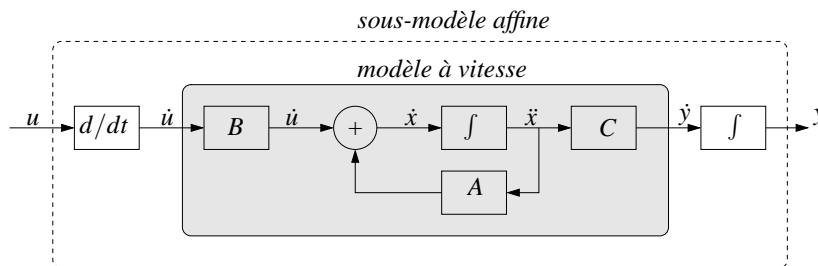 sous-modèle affine
modèle à vitesse
u d/dt u̇ B u̇ + ẋ ∫ ẍ C ẏ ∫ y
A